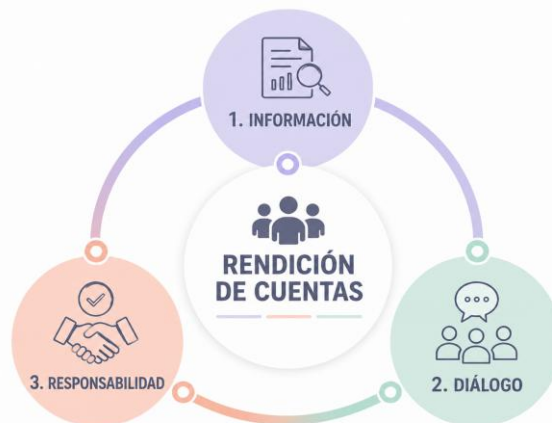 1. INFORMACIÓN
RENDICIÓN
DE CUENTAS
3. RESPONSABILIDAD
2. DIÁLOGO